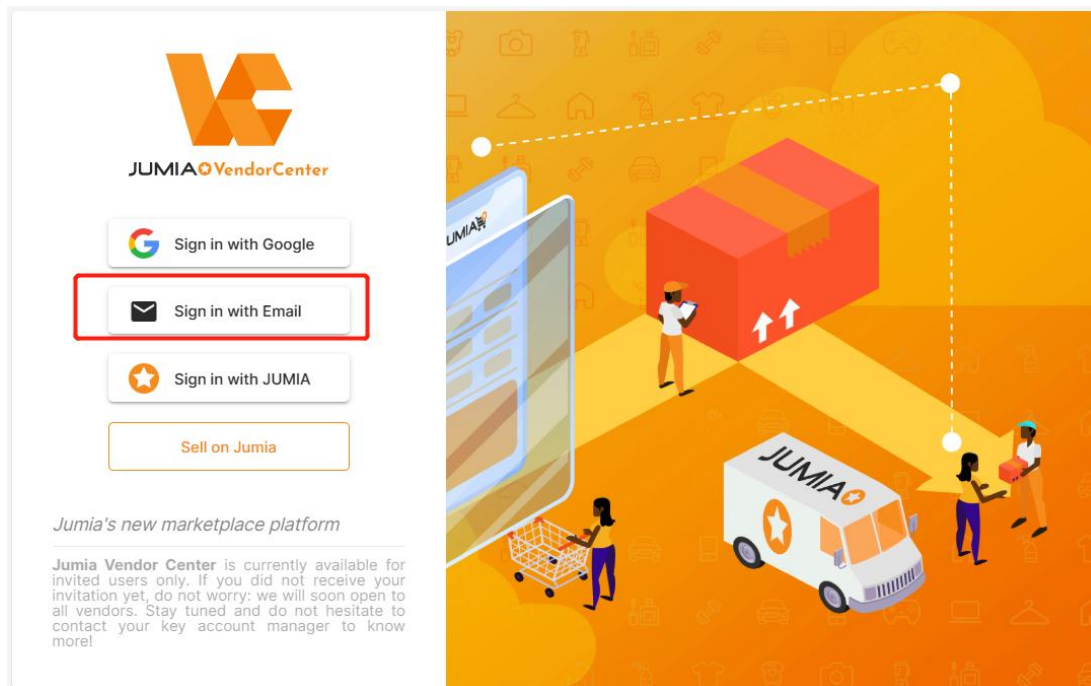 JUMIA VendorCenter
Sign in with Google
Sign in with Email
Sign in with JUMIA
Sell on Jumia
Jumia's new marketplace platform
Jumia Vendor Center is currently available for
invited users only. If you did not receive your
invitation yet, do not worry: we will soon open to
all vendors. Stay tuned and do not hesitate to
contact your key account manager to know
more!
UMIA
JUMIA